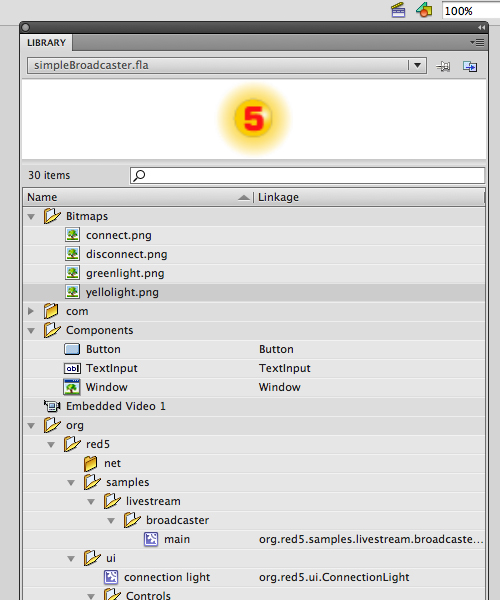 100%
LIBRARY
simpleBroadcaster.fla
5
30 items
Name Linkage
Bitmaps
connect.png
disconnect.png
greenlight.png
yellolight.png
com
Components
Button Button
TextInput TextInput
Window Window
Embedded Video 1
org
red5
net
samples
livestream
broadcaster
main org.red5.samples.livestream.broadcaste...
ui
connection light org.red5.ui.ConnectionLight
Controls